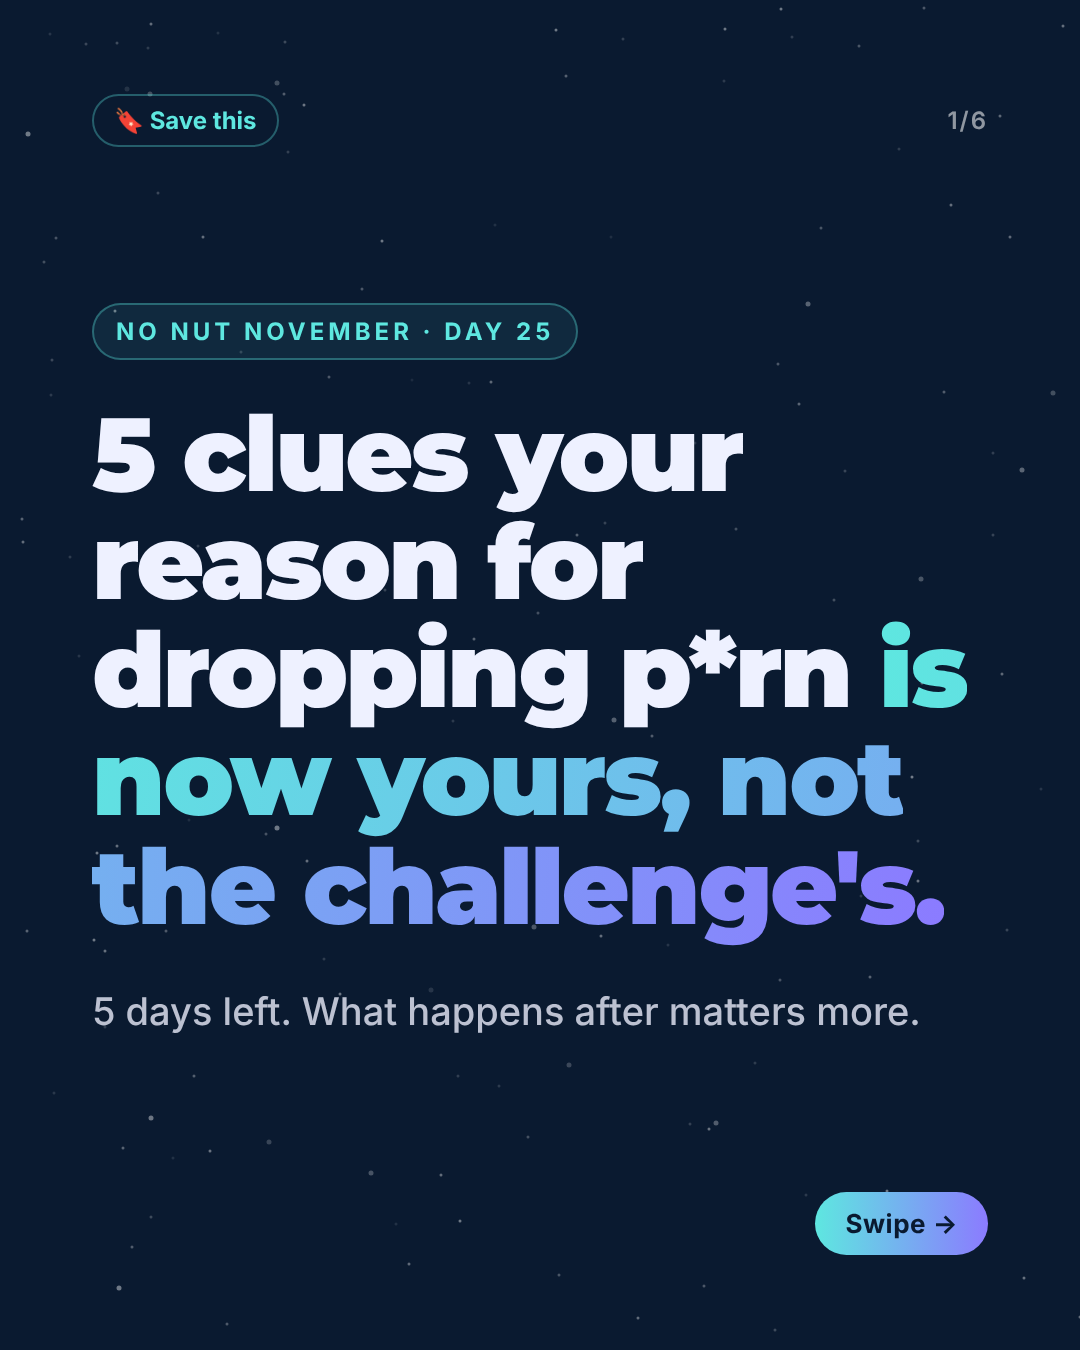 🔖 Save this
1/6
NO NUT NOVEMBER · DAY 25
5 clues your
reason for
dropping p*rn is
now yours, not
the challenge's.
5 days left. What happens after matters more.
Swipe →